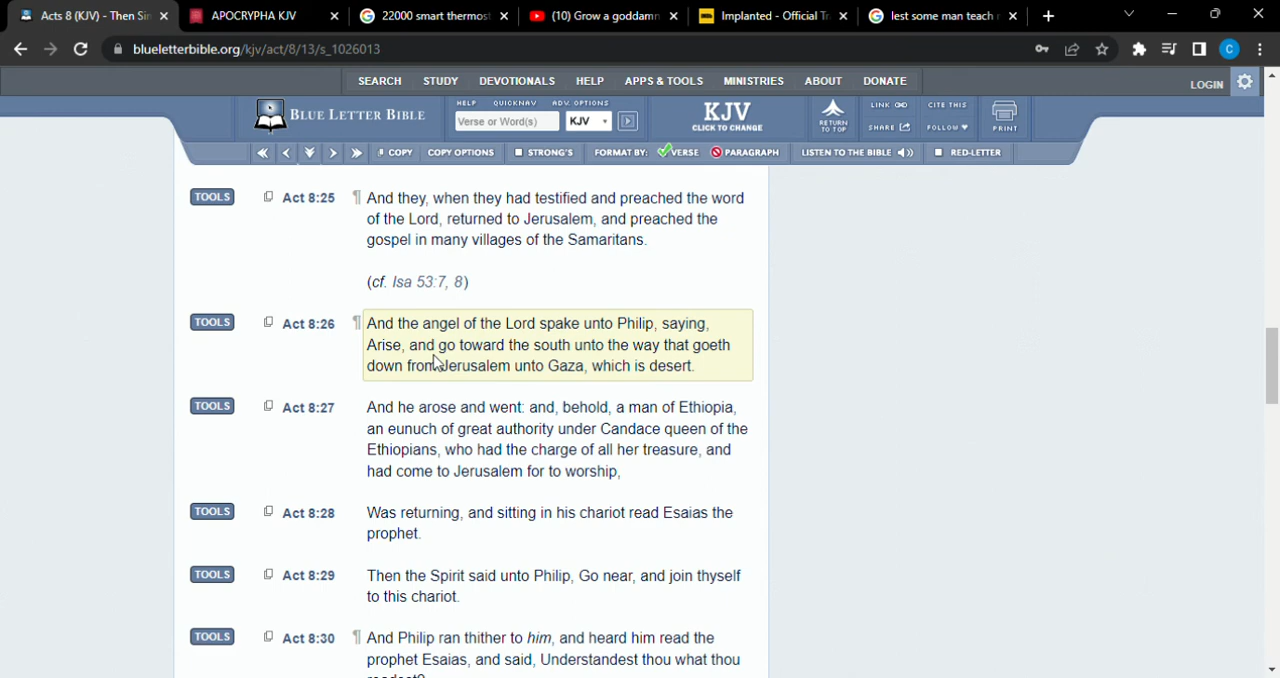 Acts 8 (KJV) - Then Sin
APOCRYPHA KJV
22000 smart thermost
(10) Grow a goddamn
Implanted - Official Tr
lest some man teach
blueletterbible.org/kjv/act/8/13/s_1026013
C
SEARCH STUDY DEVOTIONALS HELP APPS & TOOLS MINISTRIES ABOUT DONATE
LOGIN
BLUE LETTER BIBLE
HELP QUICKNAV ADV. OPTIONS
Verse or Word(s) KJV
KJV
CLICK TO CHANGE
RETURN
TO TOP
LINK CITE THIS
SHARE FOLLOW
PRINT
COPY COPY OPTIONS STRONG'S FORMAT BY: VERSE PARAGRAPH LISTEN TO THE BIBLE RED-LETTER
TOOLS Act 8:25 ¶ And they, when they had testified and preached the word
of the Lord, returned to Jerusalem, and preached the
gospel in many villages of the Samaritans.
(cf. Isa 53:7, 8)
TOOLS Act 8:26 ¶ And the angel of the Lord spake unto Philip, saying,
Arise, and go toward the south unto the way that goeth
down from Jerusalem unto Gaza, which is desert.
TOOLS Act 8:27 And he arose and went: and, behold, a man of Ethiopia,
an eunuch of great authority under Candace queen of the
Ethiopians, who had the charge of all her treasure, and
had come to Jerusalem for to worship,
TOOLS Act 8:28 Was returning, and sitting in his chariot read Esaias the
prophet.
TOOLS Act 8:29 Then the Spirit said unto Philip, Go near, and join thyself
to this chariot.
TOOLS Act 8:30 ¶ And Philip ran thither to him, and heard him read the
prophet Esaias, and said, Understandest thou what thou
readest?